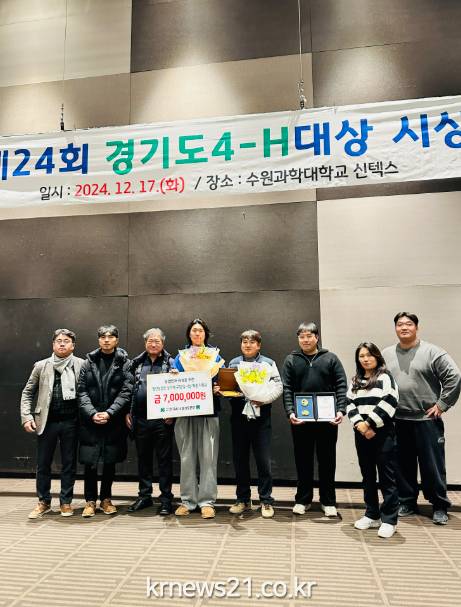 제24회 경기도4-H대상 시상
일시 : 2024. 12. 17.(화) / 장소 : 수원과학대학교 신텍스
금 7,000,000원
krnews21.co.kr